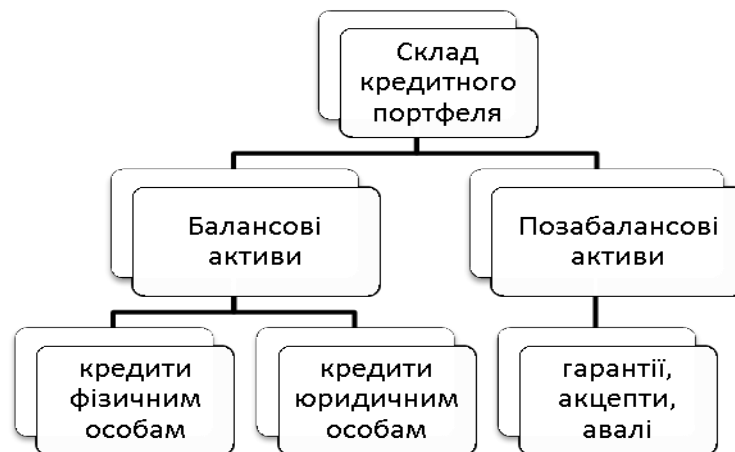 Склад
кредитного
портфеля
Балансові
активи
Позабалансові
активи
кредити
фізичним
особам
кредити
юридичним
особам
гарантії,
акцепти,
авалі